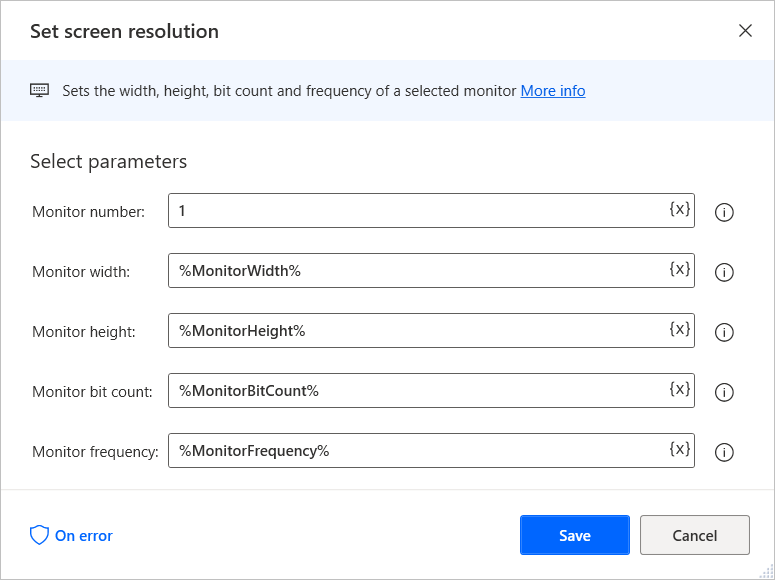 Set screen resolution
Sets the width, height, bit count and frequency of a selected monitor More info
Select parameters
Monitor number: 1 {x}
Monitor width: %MonitorWidth% {x}
Monitor height: %MonitorHeight% {x}
Monitor bit count: %MonitorBitCount% {x}
Monitor frequency: %MonitorFrequency% {x}
On error Save Cancel